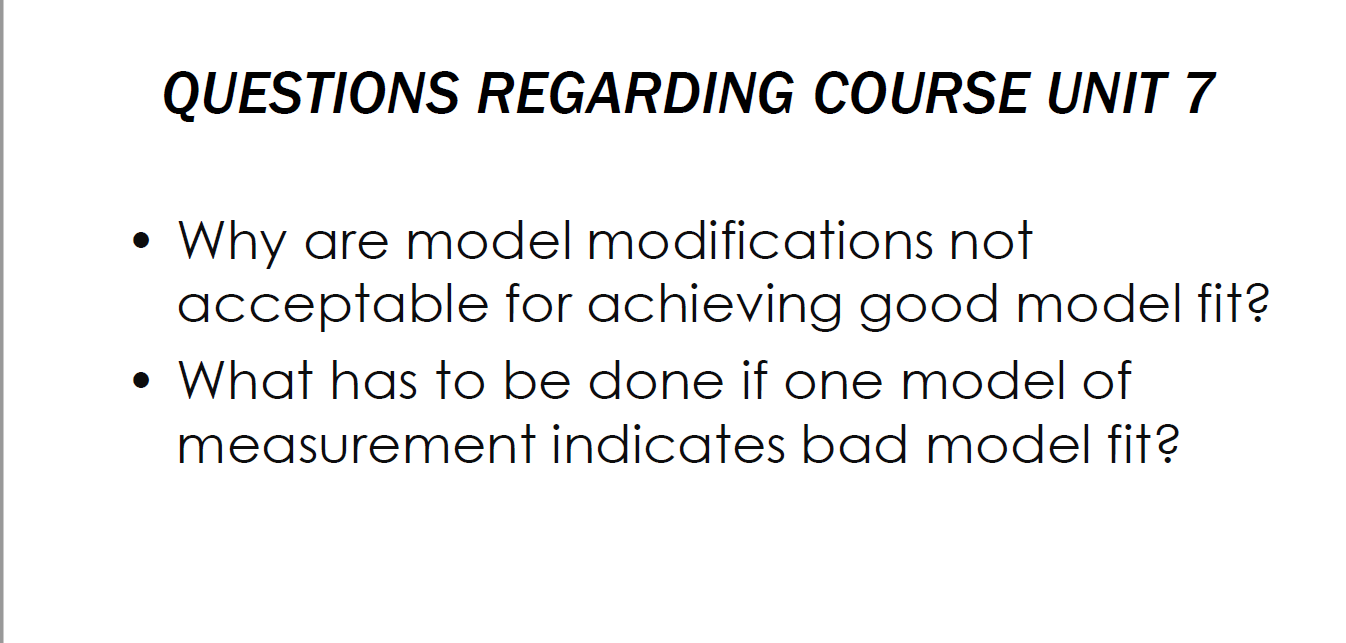 QUESTIONS REGARDING COURSE UNIT 7
• Why are model modifications not
acceptable for achieving good model fit?
• What has to be done if one model of
measurement indicates bad model fit?